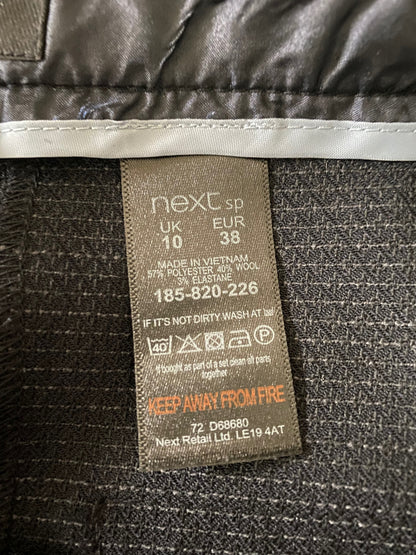 next sp
UK EUR
10 38
MADE IN VIETNAM
57% POLYESTER 40% WOOL
3% ELASTANE
185-820-226
IF IT'S NOT DIRTY WASH AT
40 P
If bought as part of a set clean all parts
together
KEEP AWAY FROM FIRE
72 D68680
Next Retail Ltd. LE19 4AT